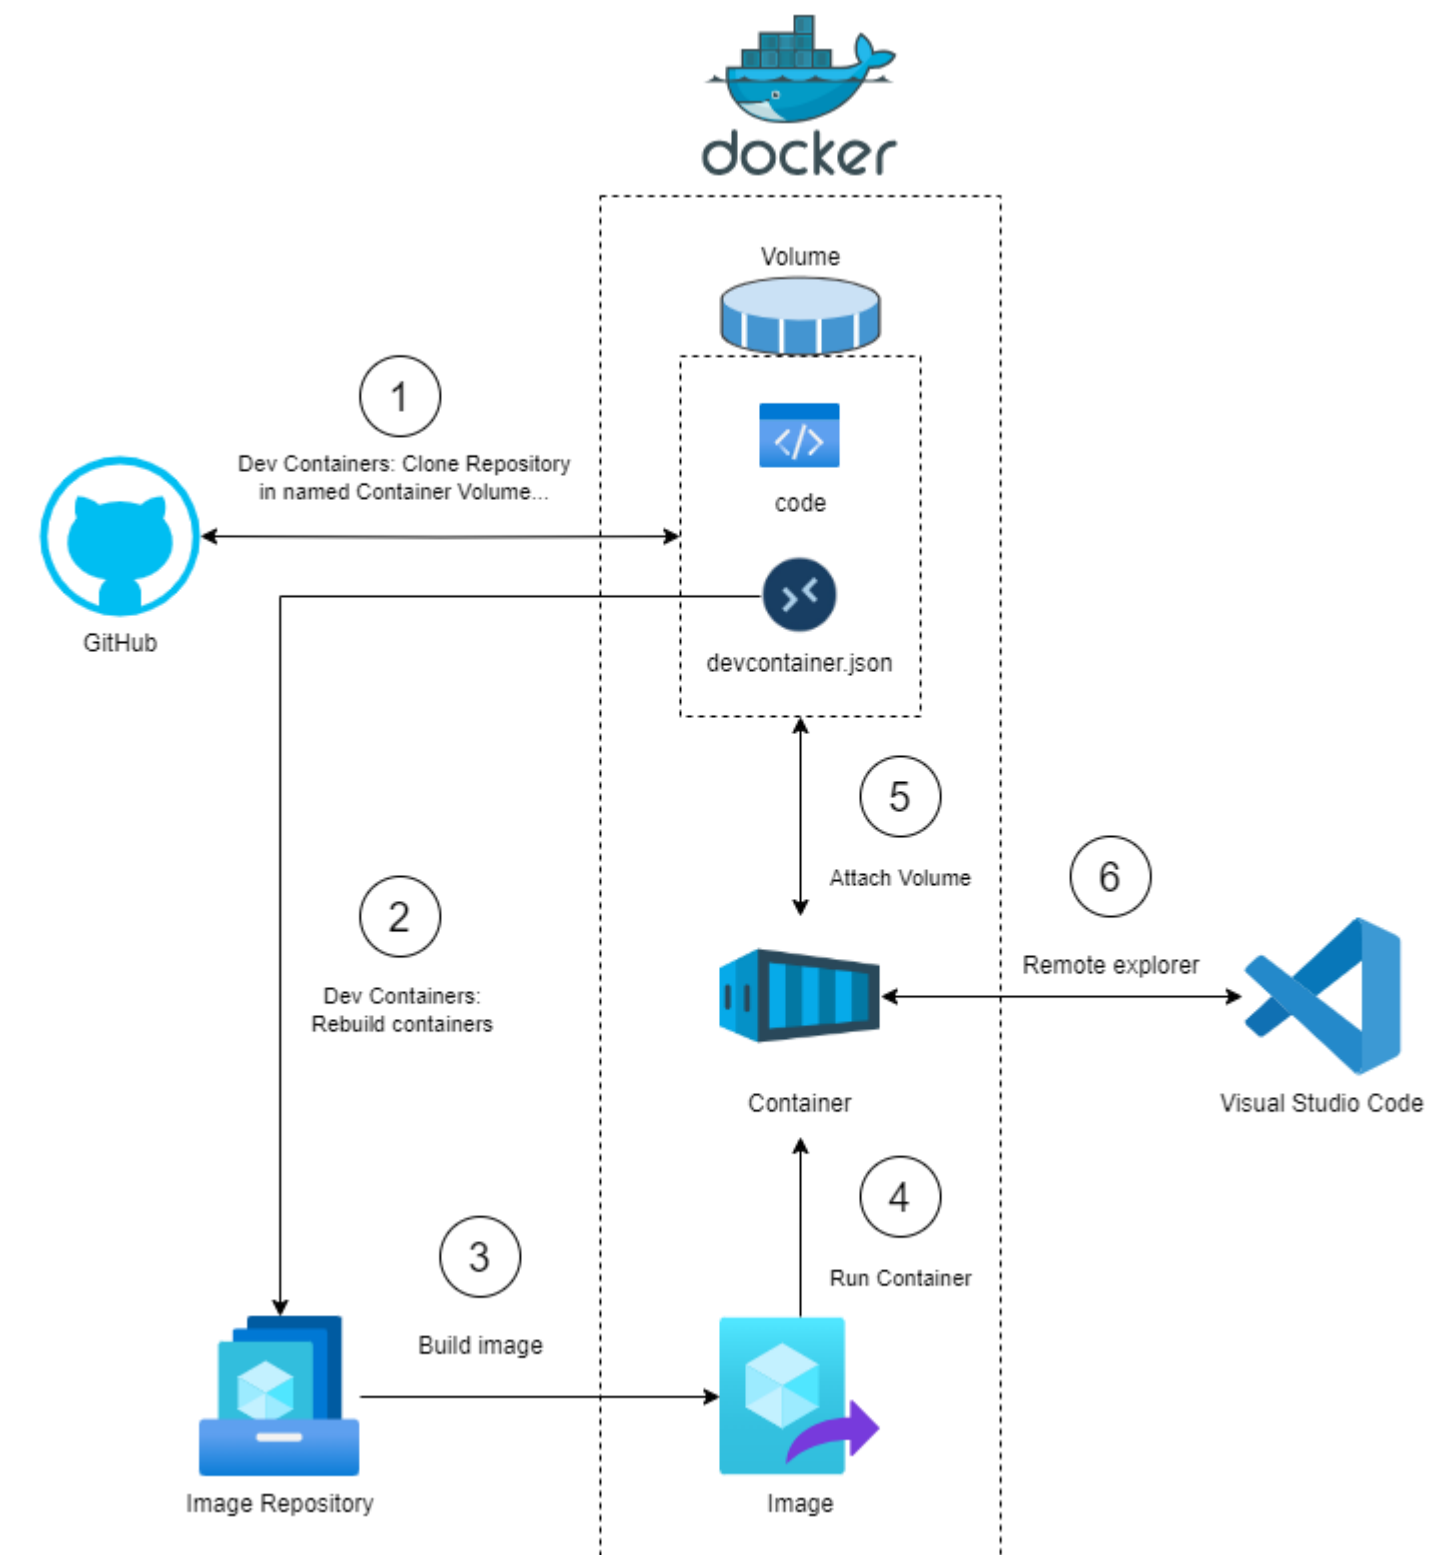 docker
Volume
1
Dev Containers: Clone Repository
in named Container Volume...
code
GitHub
devcontainer.json
5
Attach Volume
6
Remote explorer
2
Dev Containers:
Rebuild containers
Container
Visual Studio Code
4
Run Container
3
Build image
Image Repository
Image